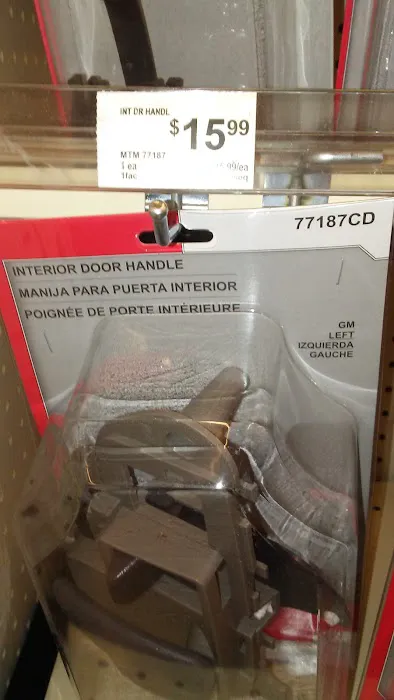 INT DR HANDL
$15 99
MTM 77187
1 ea
1fac
77187CD
INTERIOR DOOR HANDLE
MANIJA PARA PUERTA INTERIOR
POIGNÉE DE PORTE INTÉRIEURE
GM
LEFT
IZQUIERDA
GAUCHE